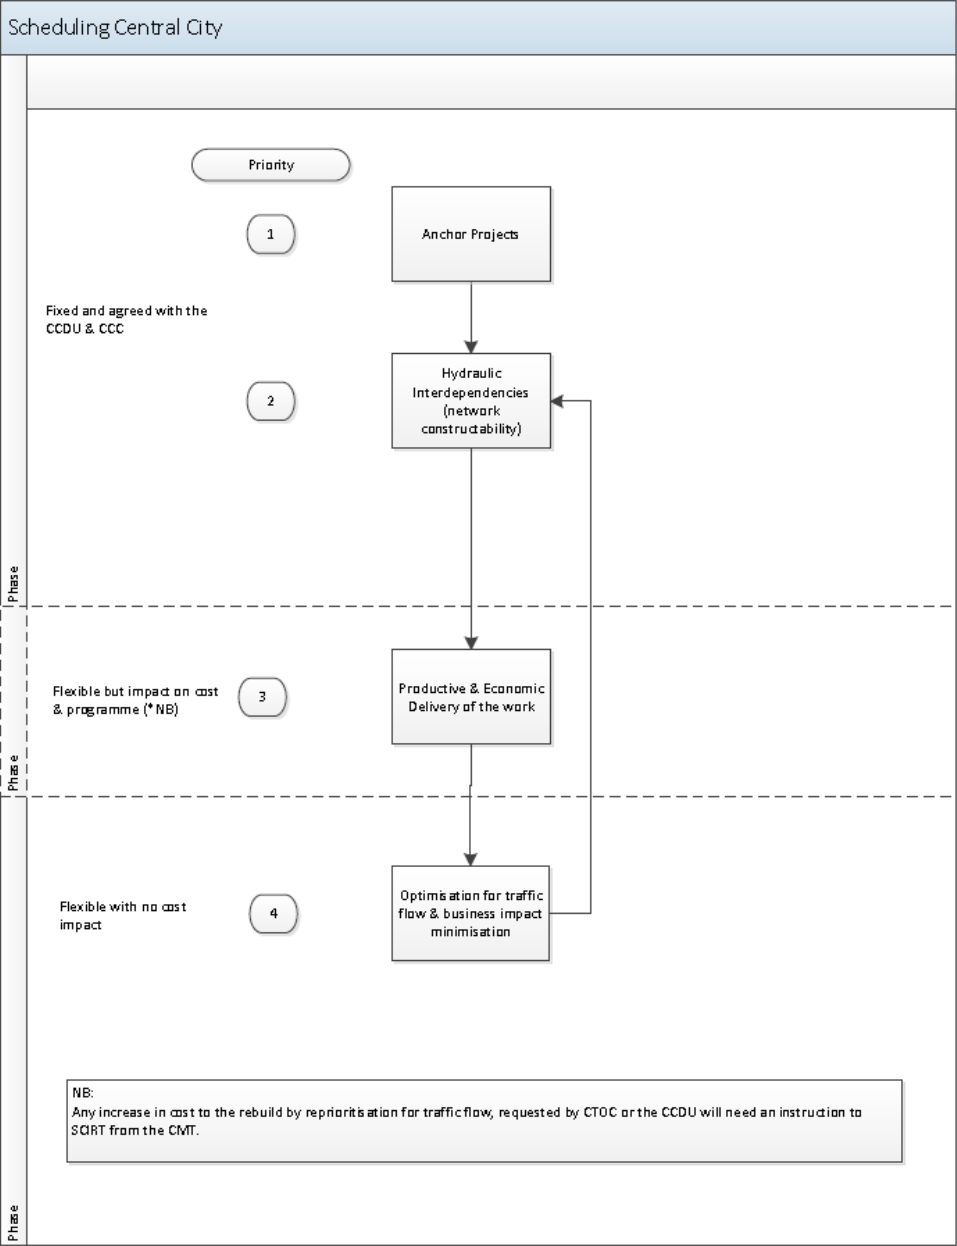 Scheduling Central City
Priority
1
Anchor Projects
Fixed and agreed with the
CCDU & CCC
2
Hydraulic
Interdependencies
(network
constructability)
Phase
Flexible but impact on cost
& programme (*NB)
3
Productive & Economic
Delivery of the work
Phase
Flexible with no cost
impact
4
Optimisation for traffic
flow & business impact
minimisation
NB:
Any increase in cost to the rebuild by reprioritisation for traffic flow, requested by CTOC or the CCDU will need an instruction to
SCIRT from the CMT.
Phase